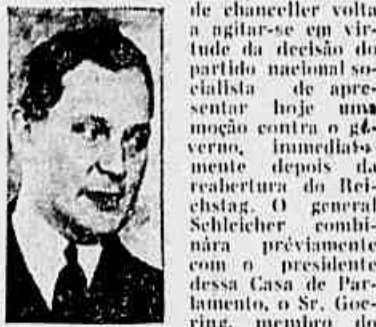 de chanceller volta
a agitar-se em vir-
tude da decisão do
partido nacional so-
cialista de apre-
sentar hoje uma
moção contra o gô-
verno, immediata-
mente depois da
reabertura do Rei-
chstag. O general
Schleicher combi-
nára préviamente
com o presidente
dessa Casa de Par-
lamento, o Sr. Goe-
ring, membro do